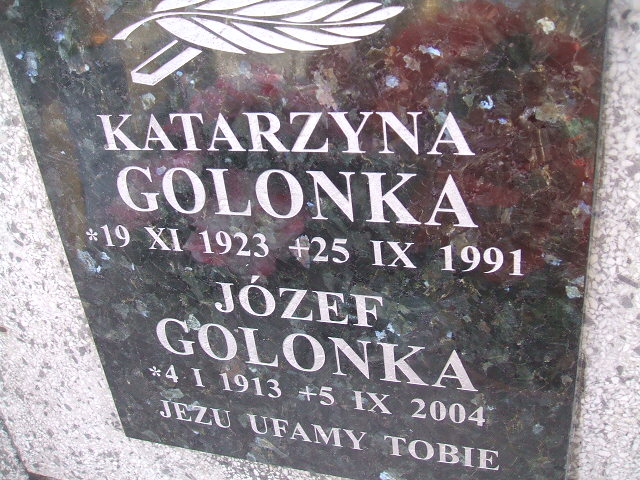 KATARZYNA
GOLONKA
*19 XI 1923 +25 IX 1991
JÓZEF
GOLONKA
*4 I 1913 +5 IX 2004
JEZU UFAMY TOBIE